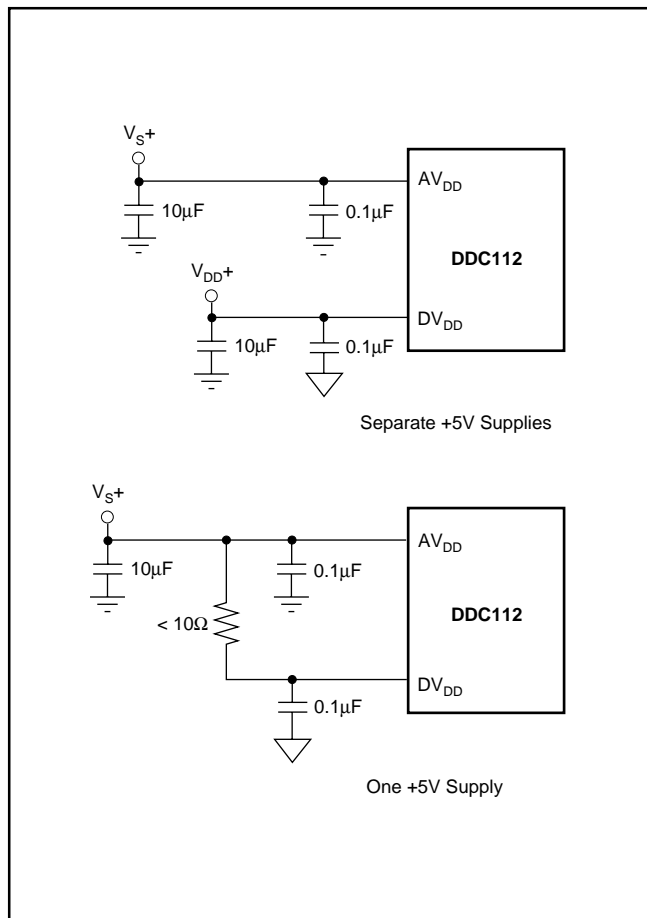 V_S+
AV_DD
10µF
0.1µF
DDC112
V_DD+
DV_DD
10µF
0.1µF
Separate +5V Supplies
V_S+
AV_DD
10µF
0.1µF
DDC112
< 10Ω
DV_DD
0.1µF
One +5V Supply